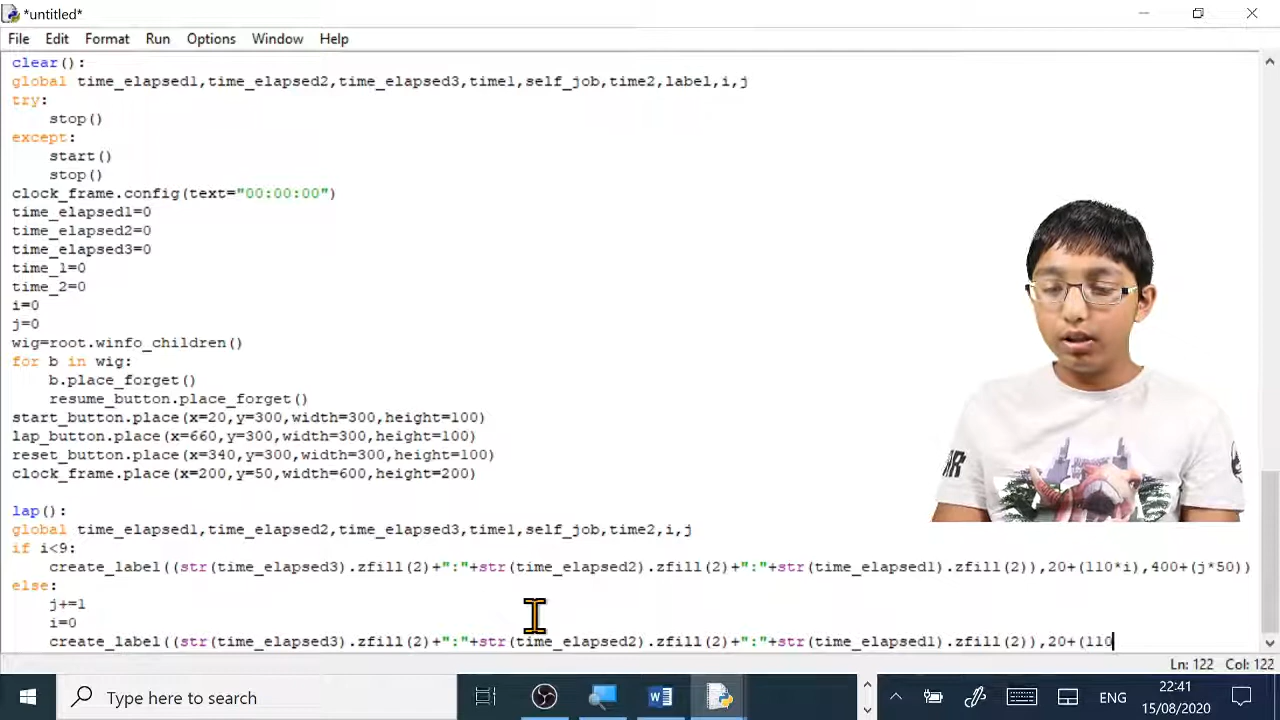 *untitled*
File Edit Format Run Options Window Help
clear():
global time_elapsed1,time_elapsed2,time_elapsed3,time1,self_job,time2,label,i,j
try:
stop()
except:
start()
stop()
clock_frame.config(text="00:00:00")
time_elapsed1=0
time_elapsed2=0
time_elapsed3=0
time_1=0
time_2=0
i=0
j=0
wig=root.winfo_children()
for b in wig:
b.place_forget()
resume_button.place_forget()
start_button.place(x=20,y=300,width=300,height=100)
lap_button.place(x=660,y=300,width=300,height=100)
reset_button.place(x=340,y=300,width=300,height=100)
clock_frame.place(x=200,y=50,width=600,height=200)
lap():
global time_elapsed1,time_elapsed2,time_elapsed3,time1,self_job,time2,i,j
if i<9:
create_label((str(time_elapsed3).zfill(2)+":"+str(time_elapsed2).zfill(2)+":"+str(time_elapsed1).zfill(2)),20+(110*i),400+(j*50))
else:
j+=1
i=0
create_label((str(time_elapsed3).zfill(2)+":"+str(time_elapsed2).zfill(2)+":"+str(time_elapsed1).zfill(2)),20+(110
Ln: 122 Col: 122
Type here to search
ENG
22:41
15/08/2020